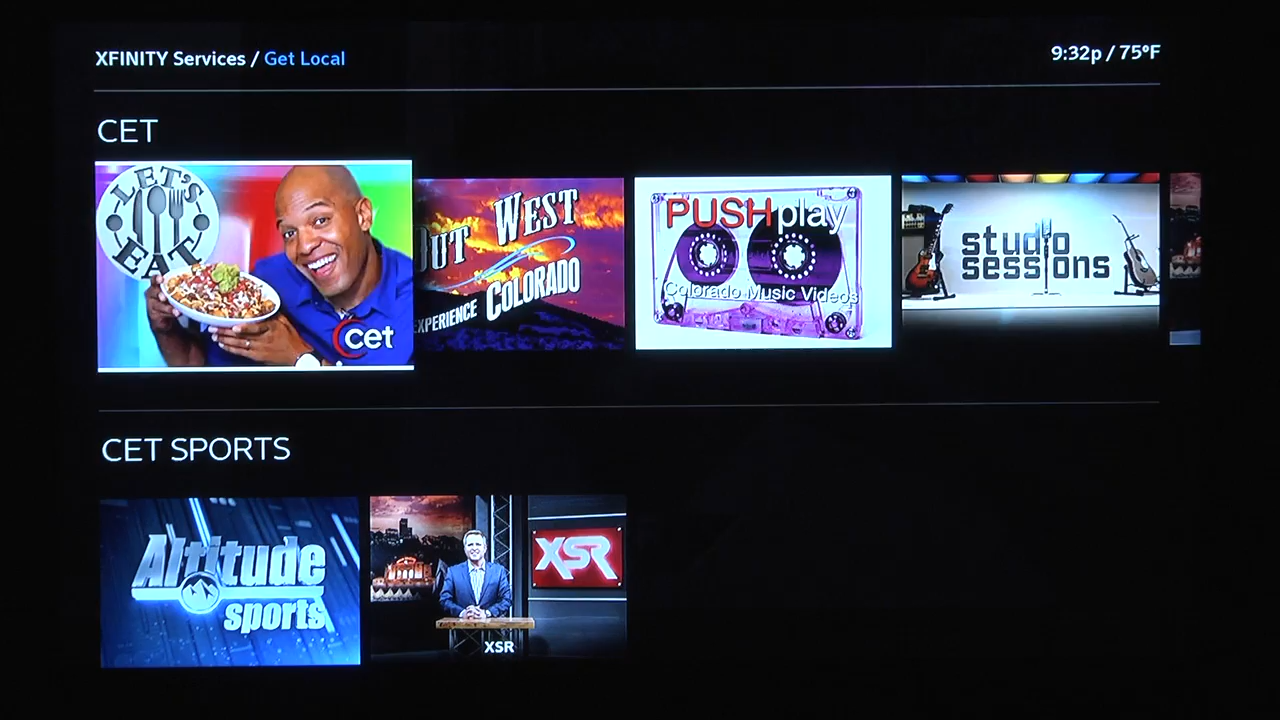 XFINITY Services / Get Local
9:32p / 75°F
CET
LET'S
EAT
cet
OUT WEST
EXPERIENCE COLORADO
PUSHplay
Colorado Music Videos
studio
sessions
CET SPORTS
Altitude
sports
XSR
XSR